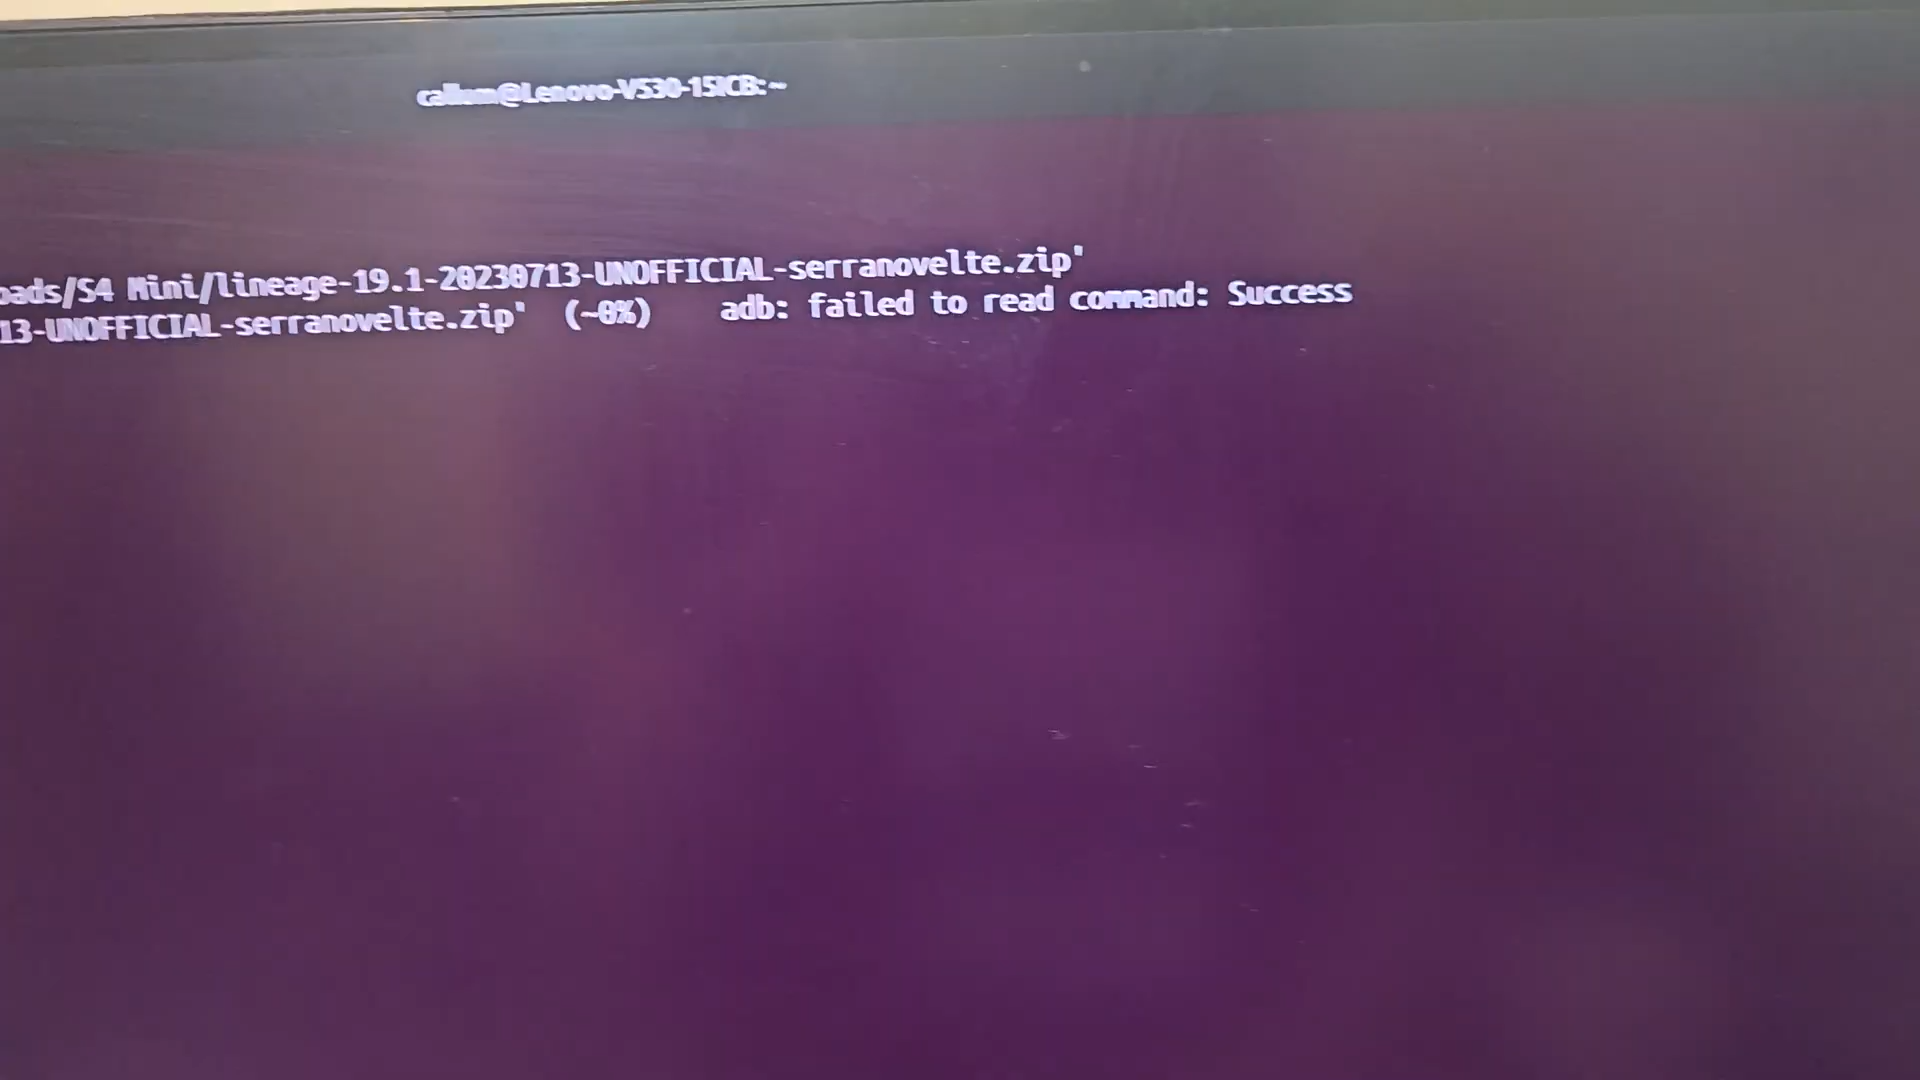 callum@Lenovo-V530-15ICB: ~
oads/S4 Mini/lineage-19.1-20230713-UNOFFICIAL-serranovelte.zip'
13-UNOFFICIAL-serranovelte.zip' (~0%) adb: failed to read command: Success